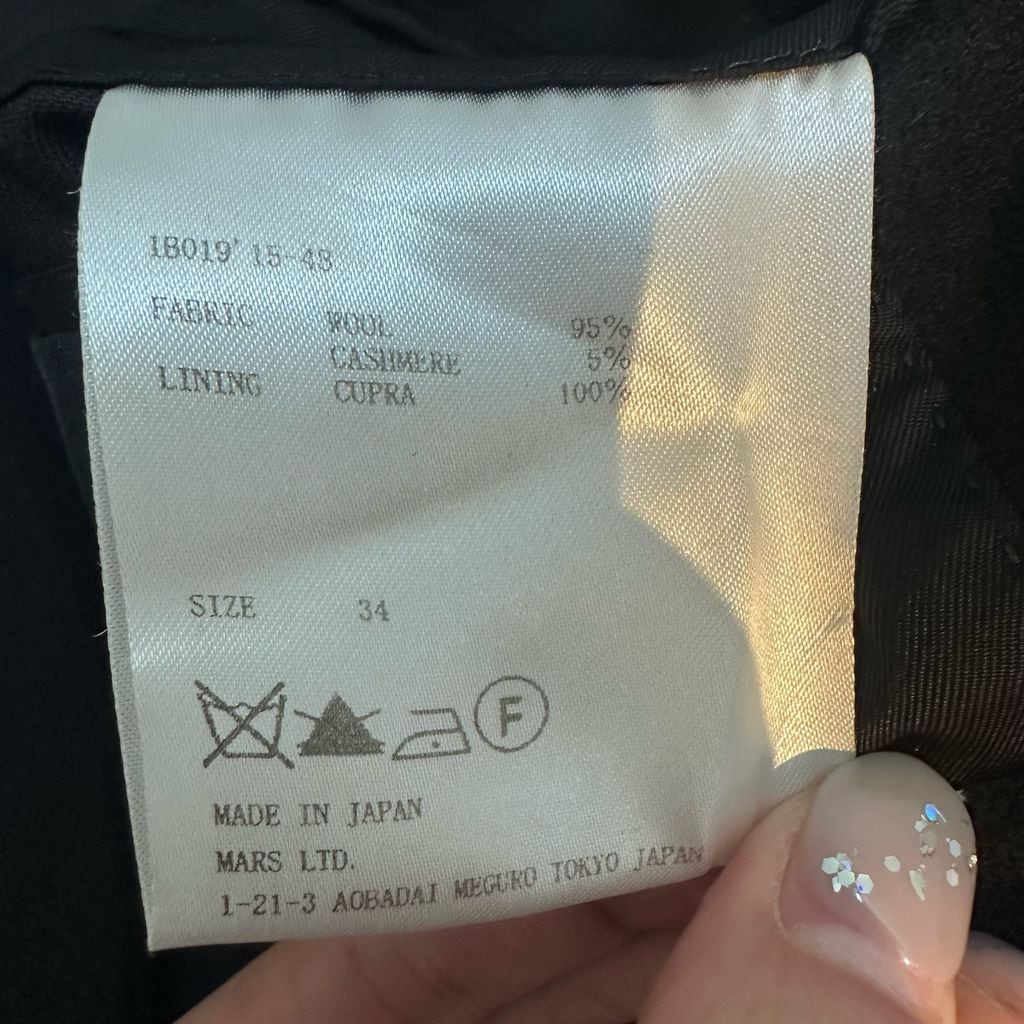 1B019' 15-48
FABRIC WOOL 95%
CASHMERE 5%
LINING CUPRA 100%
SIZE 34
F
MADE IN JAPAN
MARS LTD.
1-21-3 AOBADAI MEGURO TOKYO JAPAN